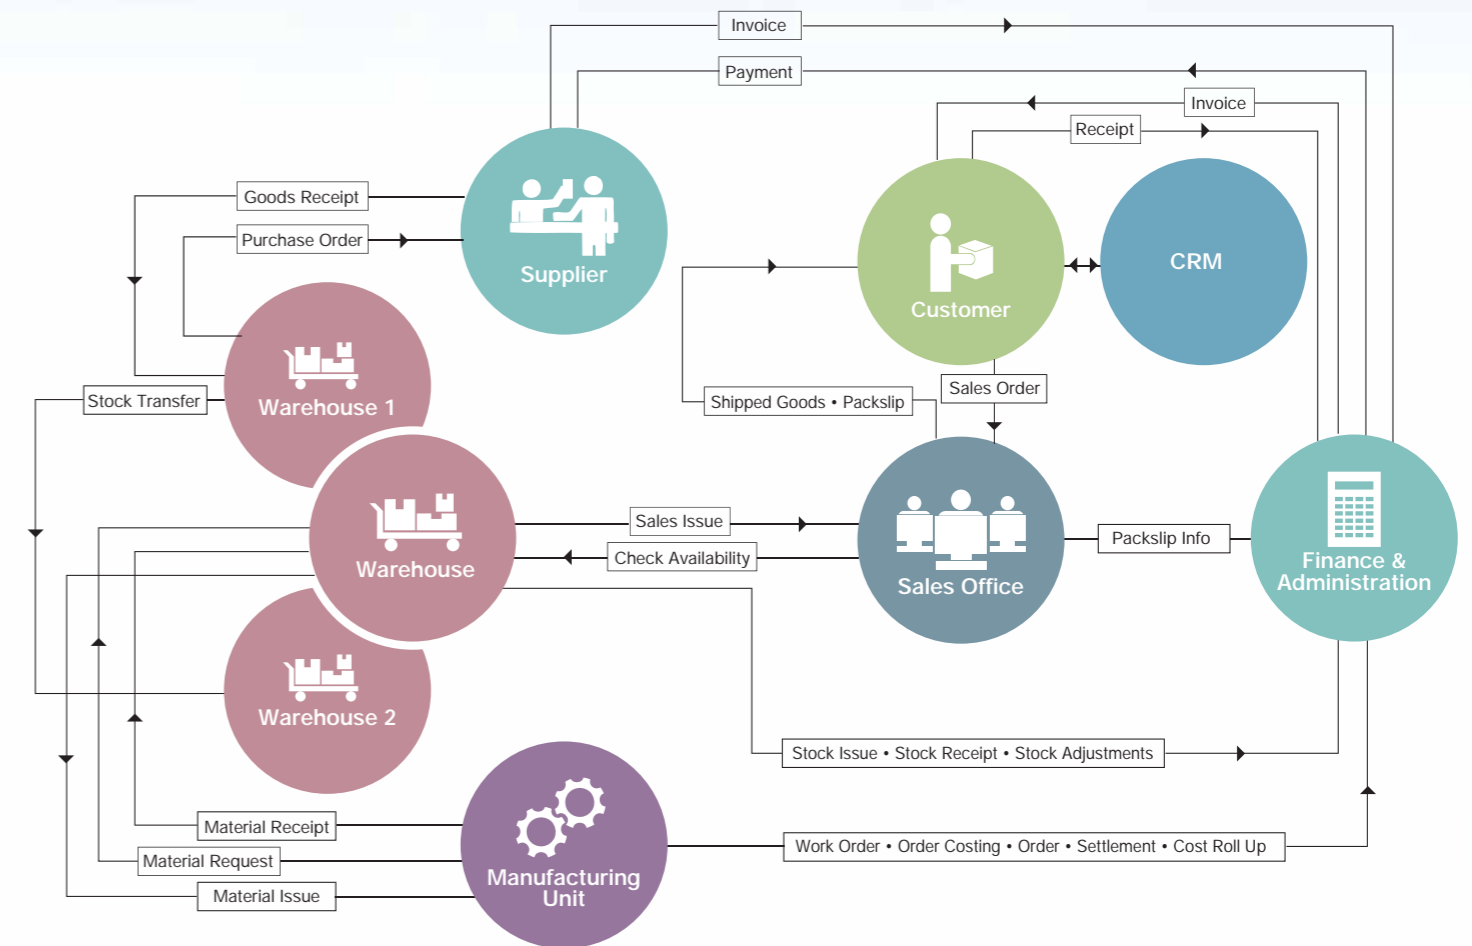 Invoice
Payment
Invoice
Receipt
Goods Receipt
Purchase Order
Supplier
CRM
Customer
Sales Order
Stock Transfer
Shipped Goods • Packslip
Warehouse 1
Sales Issue
Packslip Info
Check Availability
Warehouse
Sales Office
Finance &
Administration
Warehouse 2
Stock Issue • Stock Receipt • Stock Adjustments
Material Receipt
Work Order • Order Costing • Order • Settlement • Cost Roll Up
Material Request
Manufacturing
Unit
Material Issue